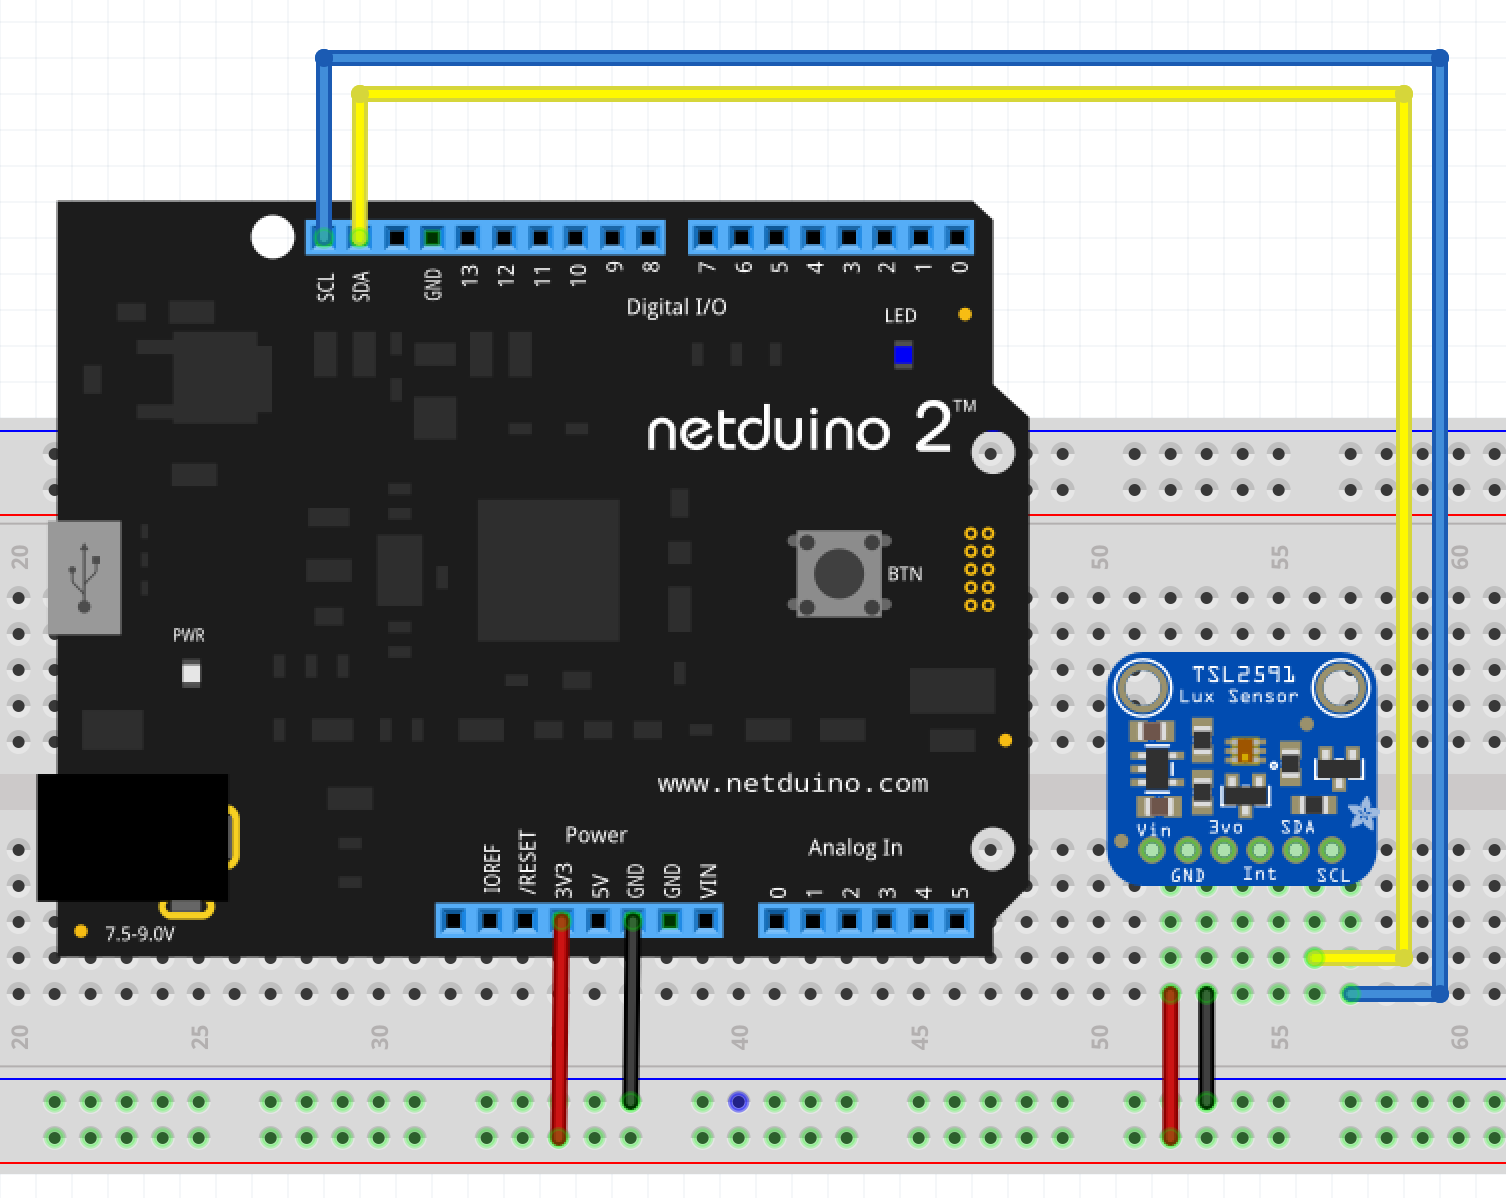 SCL SDA GND 13 12 11 10 9 8 7 6 5 4 3 2 1 0
Digital I/O
LED
netduino 2™
20 50 55 60
BTN
PWR
TSL2591
Lux Sensor
www.netduino.com
Vin 3vo SDA
GND Int SCL
Power
Analog In
IOREF /RESET 3V3 5V GND GND VIN 0 1 2 3 4 5
7.5-9.0V
20 25 30 40 45 50 55 60